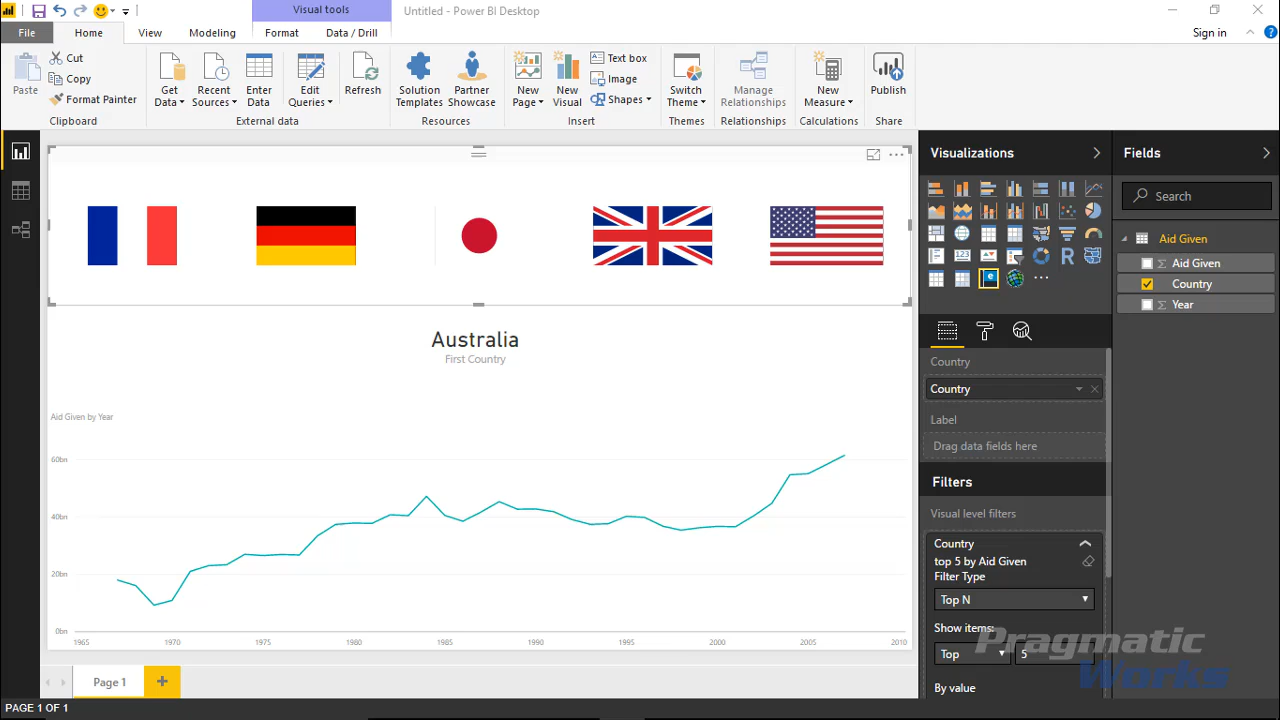 Visual tools
Untitled - Power BI Desktop
File
Home
View
Modeling
Format
Data / Drill
Sign in
Paste
Cut
Copy
Format Painter
Clipboard
Get
Data
Recent
Sources
Enter
Data
Edit
Queries
Refresh
External data
Solution
Templates
Partner
Showcase
Resources
New
Page
New
Visual
Text box
Image
Shapes
Insert
Switch
Theme
Themes
Manage
Relationships
Relationships
New
Measure
Calculations
Publish
Share
Australia
First Country
Aid Given by Year
60bn
40bn
20bn
0bn
1965
1970
1975
1980
1985
1990
1995
2000
2005
2010
Visualizations
Country
Country
Label
Drag data fields here
Filters
Visual level filters
Country
top 5 by Aid Given
Filter Type
Top N
Show items:
Top
5
By value
Fields
Search
Aid Given
Aid Given
Country
Year
Pragmatic
Works
Page 1
PAGE 1 OF 1